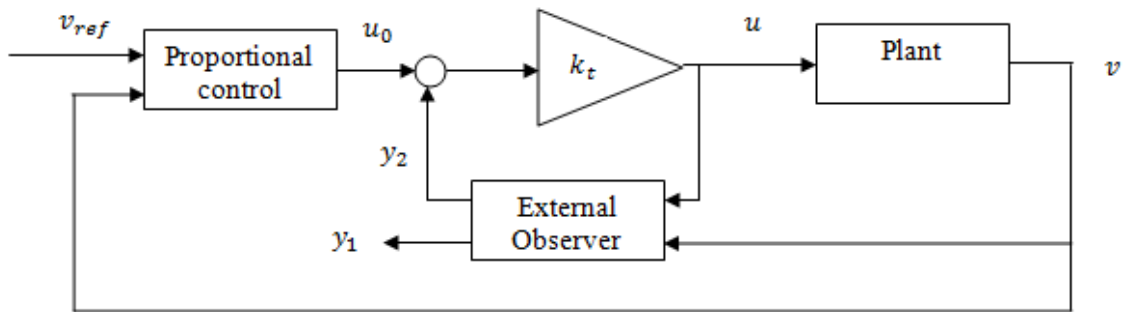 v_ref
Proportional
control
u_0
k_t
u
Plant
v
y_2
External
Observer
y_1